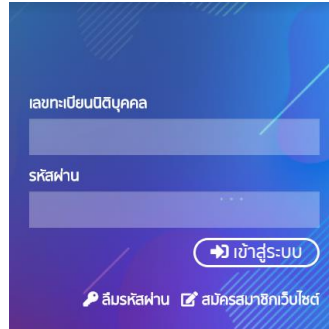 เลขทะเบียนนิติบุคคล
รหัสผ่าน
เข้าสู่ระบบ
ลืมรหัสผ่าน สมัครสมาชิกเว็บไซต์